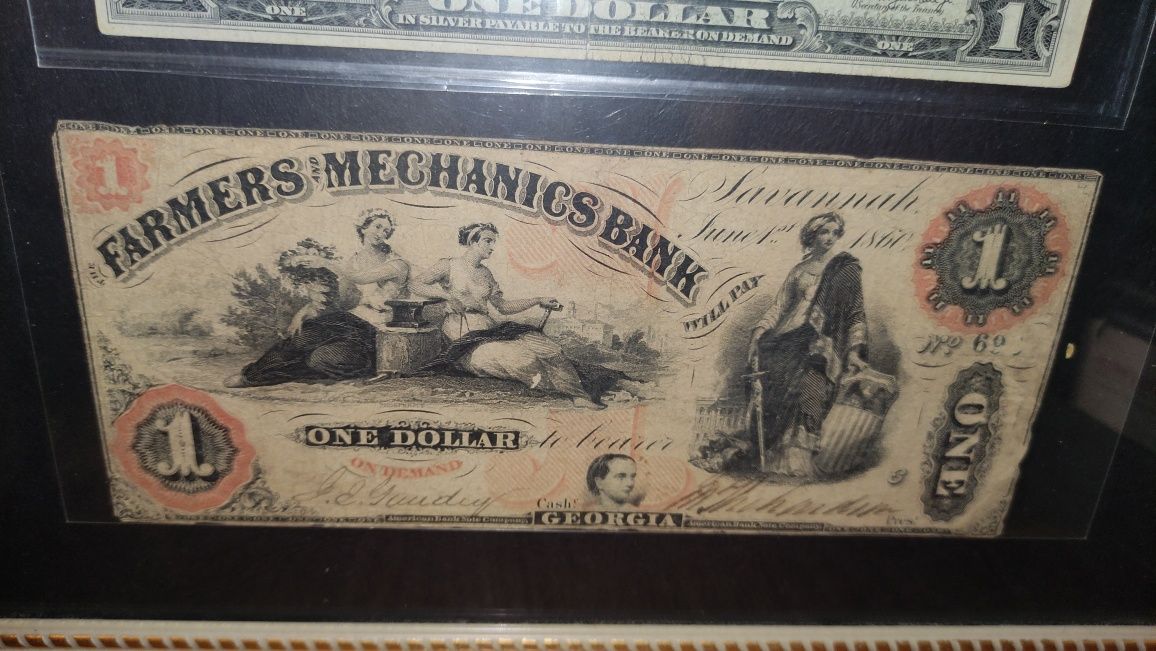 ONE
ONE DOLLAR
IN SILVER PAYABLE TO THE BEARER ON DEMAND
ONE
1
1
THE FARMERS AND MECHANICS BANK
Savannah,
June 1st 1860
WILL PAY
1
No 69
1
ONE DOLLAR to bearer
ON DEMAND
ONE
Cashr
Pres
GEORGIA
American Bank Note Company
American Bank Note Company